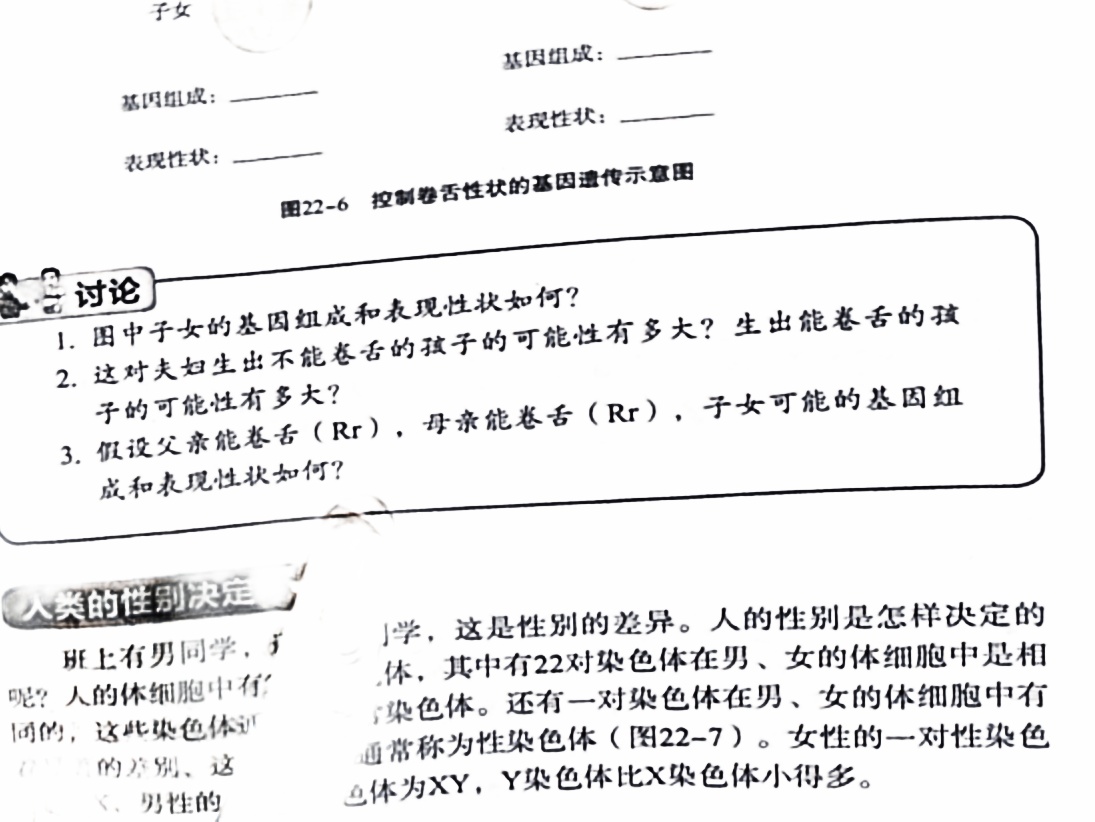 子女
基因组成：
基因组成：
表现性状：
表现性状：
图22-6 控制卷舌性状的基因遗传示意图
讨论
1. 图中子女的基因组成和表现性状如何？
2. 这对夫妇生出不能卷舌的孩子的可能性有多大？生出能卷舌的孩
子的可能性有多大？
3. 假设父亲能卷舌（Rr），母亲能卷舌（Rr），子女可能的基因组
成和表现性状如何？
人类的性别决定
班上有男同学， 学，这是性别的差异。人的性别是怎样决定的
呢？人的体细胞中有 体，其中有22对染色体在男、女的体细胞中是相
同的，这些染色体 染色体。还有一对染色体在男、女的体细胞中有
的差别，这 通常称为性染色体（图22-7）。女性的一对性染色
男性的 体为XY，Y染色体比X染色体小得多。